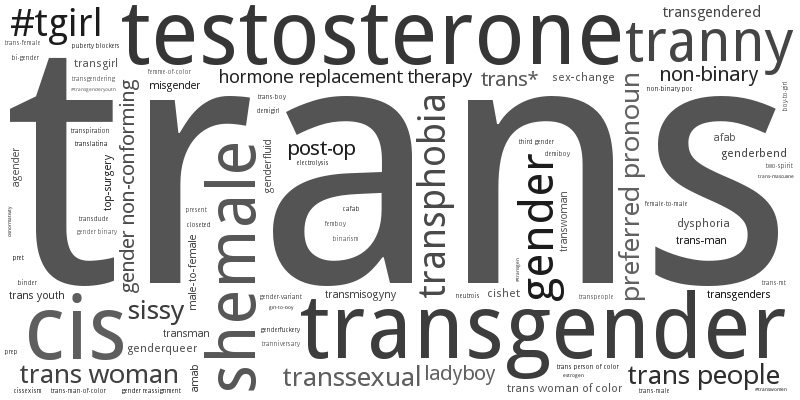 #tgirl
testosterone
transgendered
tranny
trans-female
puberty blockers
bi-gender
transgirl
femme-of-color
hormone replacement therapy
trans*
sex-change
non-binary
transgendering
misgender
#transgenderyouth
non-binary poc
boy-to-girl
trans
trans-boy
demigirl
gender non-conforming
transphobia
preferred pronoun
transpiration
translatina
agender
top-surgery
genderfluid
post-op
electrolysis
third gender
demiboy
afab
genderbend
two-spirit
trans-masculine
shemale
gender
transwoman
present
closeted
cafab
femboy
binarism
female-to-male
dysphoria
trans-man
transdude
gender binary
male-to-female
pret
binder
trans youth
gender-variant
transmisogyny
neutrois
cishet
transpeople
trans-mtf
transgenders
cis
sissy
transman
genderqueer
genderfuckery
tranniversary
transgender
prep
trans woman
amab
transsexual
ladyboy
trans person of color
estrogen
trans people
cissexism
trans-man-of-color
gender reassignment
trans woman of color
trans-male
#transwomen